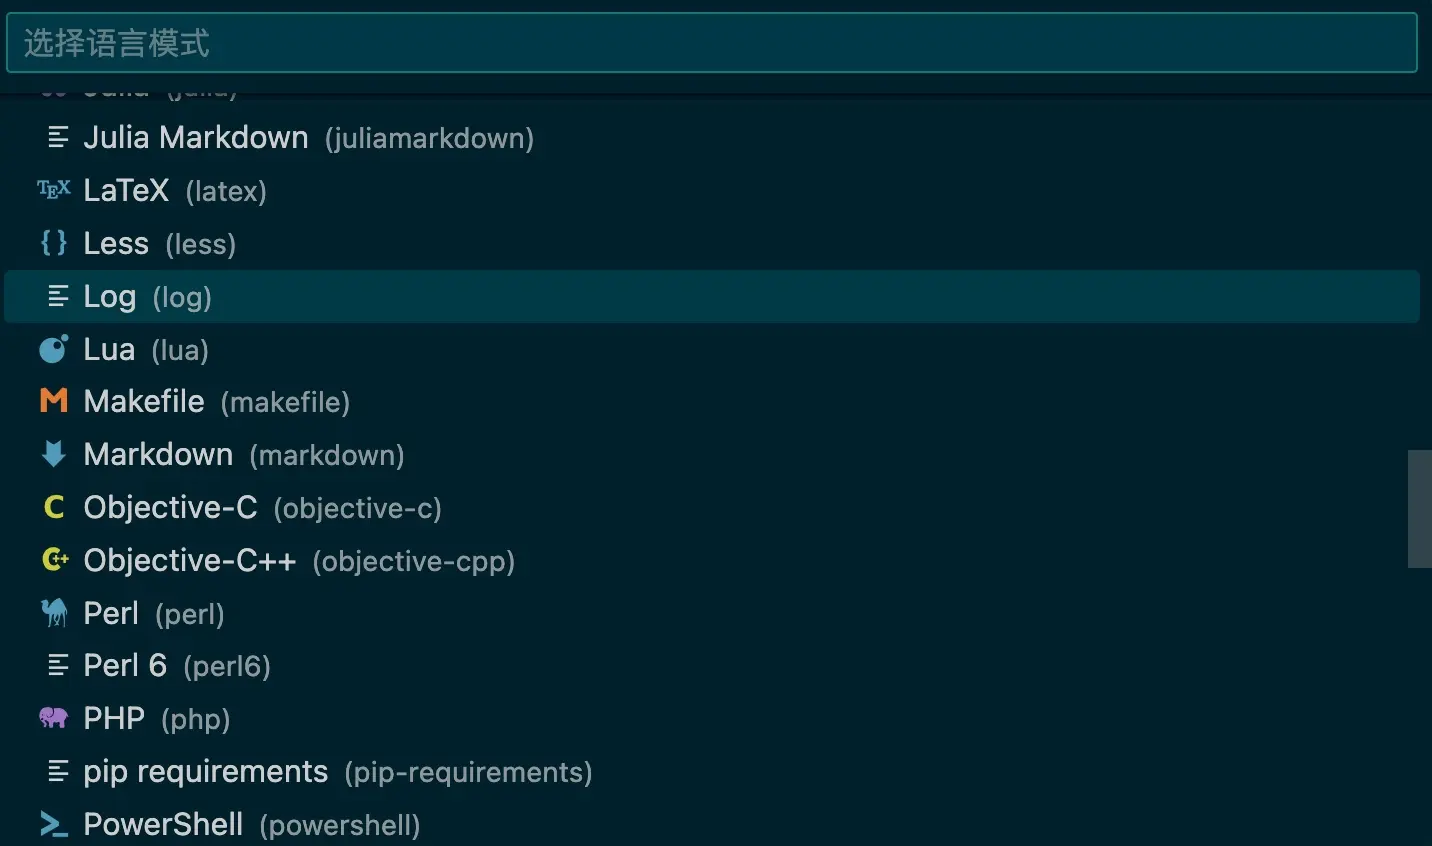 选择语言模式
Julia (julia)
Julia Markdown (juliamarkdown)
LaTeX (latex)
Less (less)
Log (log)
Lua (lua)
Makefile (makefile)
Markdown (markdown)
Objective-C (objective-c)
Objective-C++ (objective-cpp)
Perl (perl)
Perl 6 (perl6)
PHP (php)
pip requirements (pip-requirements)
PowerShell (powershell)